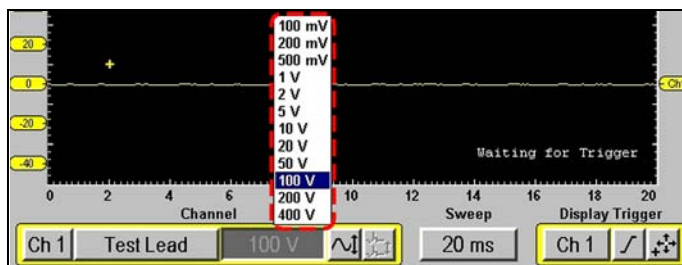 100 mV
200 mV
500 mV
1 V
2 V
5 V
10 V
20 V
50 V
100 V
200 V
400 V
20
0
-20
-40
Ch1
Waiting for Trigger
0 2 4 6 10 12 14 16 18 20
Channel Sweep Display Trigger
Ch 1 Test Lead 100 V 20 ms Ch 1